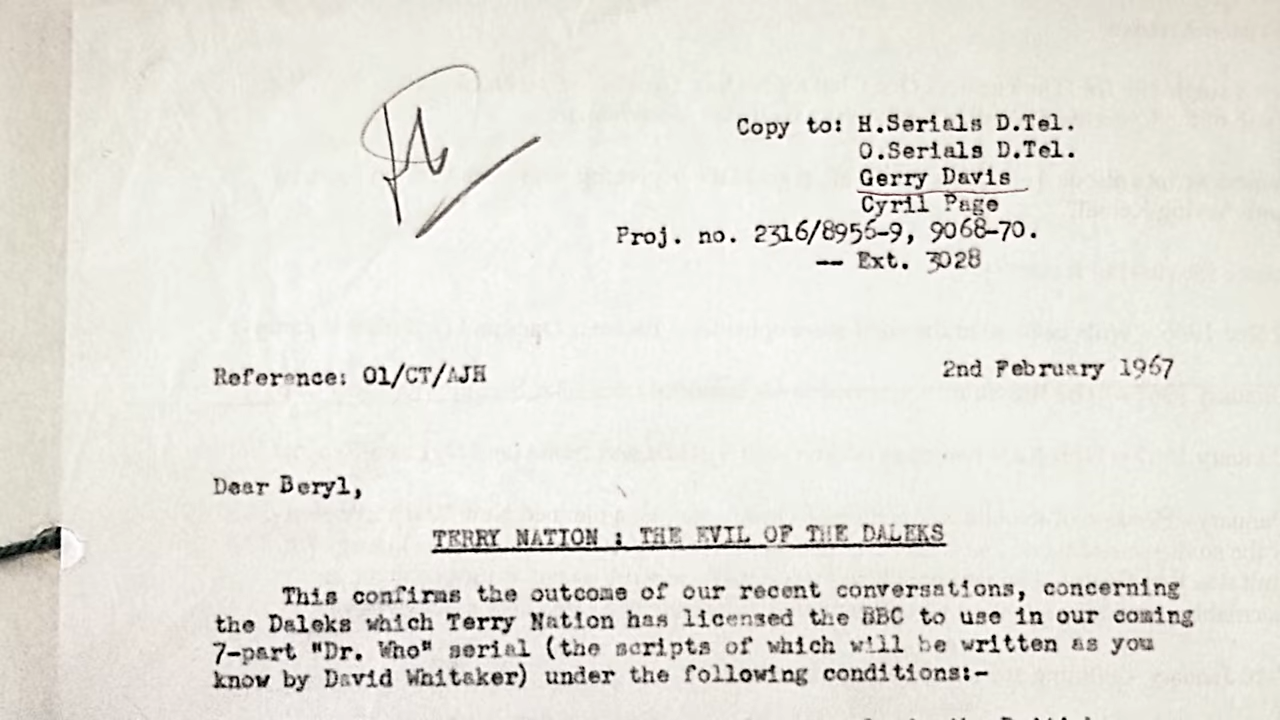 Copy to: H.Serials D.Tel.
O.Serials D.Tel.
Gerry Davis
Cyril Page
Proj. no. 2316/8956-9, 9068-70.
-- Ext. 3028
Reference: 01/CT/AJH
2nd February 1967
Dear Beryl,
TERRY NATION : THE EVIL OF THE DALEKS
This confirms the outcome of our recent conversations, concerning
the Daleks which Terry Nation has licensed the BBC to use in our coming
7-part "Dr. Who" serial (the scripts of which will be written as you
know by David Whitaker) under the following conditions:-